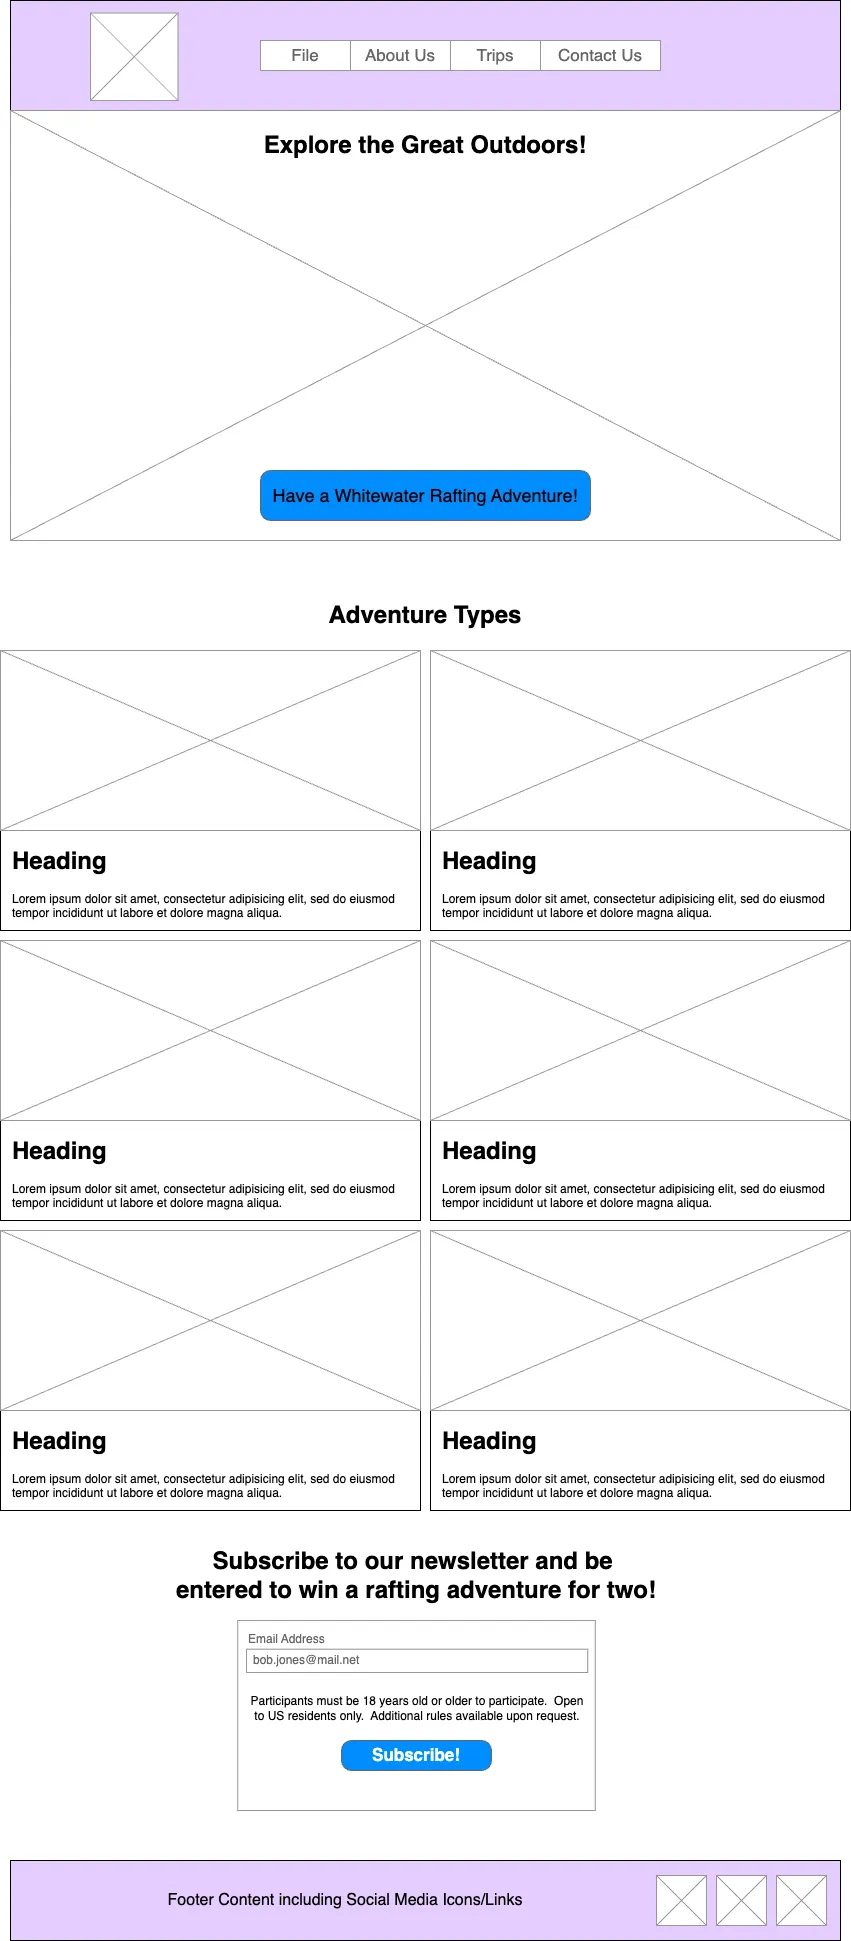 File About Us Trips Contact Us
Explore the Great Outdoors!
Have a Whitewater Rafting Adventure!
Adventure Types
Heading
Lorem ipsum dolor sit amet, consectetur adipisicing elit, sed do eiusmod
tempor incididunt ut labore et dolore magna aliqua.
Heading
Lorem ipsum dolor sit amet, consectetur adipisicing elit, sed do eiusmod
tempor incididunt ut labore et dolore magna aliqua.
Heading
Lorem ipsum dolor sit amet, consectetur adipisicing elit, sed do eiusmod
tempor incididunt ut labore et dolore magna aliqua.
Heading
Lorem ipsum dolor sit amet, consectetur adipisicing elit, sed do eiusmod
tempor incididunt ut labore et dolore magna aliqua.
Heading
Lorem ipsum dolor sit amet, consectetur adipisicing elit, sed do eiusmod
tempor incididunt ut labore et dolore magna aliqua.
Heading
Lorem ipsum dolor sit amet, consectetur adipisicing elit, sed do eiusmod
tempor incididunt ut labore et dolore magna aliqua.
Subscribe to our newsletter and be
entered to win a rafting adventure for two!
Email Address
bob.jones@mail.net
Participants must be 18 years old or older to participate.  Open
to US residents only.  Additional rules available upon request.
Subscribe!
Footer Content including Social Media Icons/Links